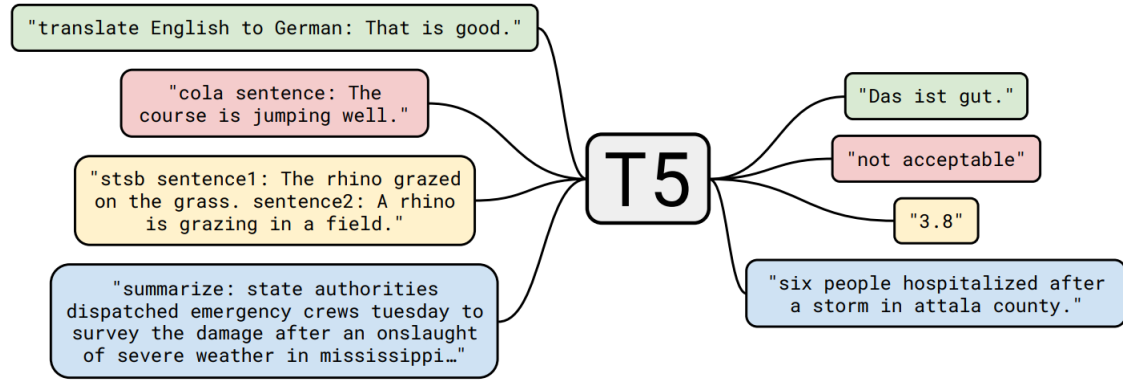 "translate English to German: That is good."
"cola sentence: The
course is jumping well."
"stsb sentence1: The rhino grazed
on the grass. sentence2: A rhino
is grazing in a field."
"summarize: state authorities
dispatched emergency crews tuesday to
survey the damage after an onslaught
of severe weather in mississippi…"
T5
"Das ist gut."
"not acceptable"
"3.8"
"six people hospitalized after
a storm in attala county."